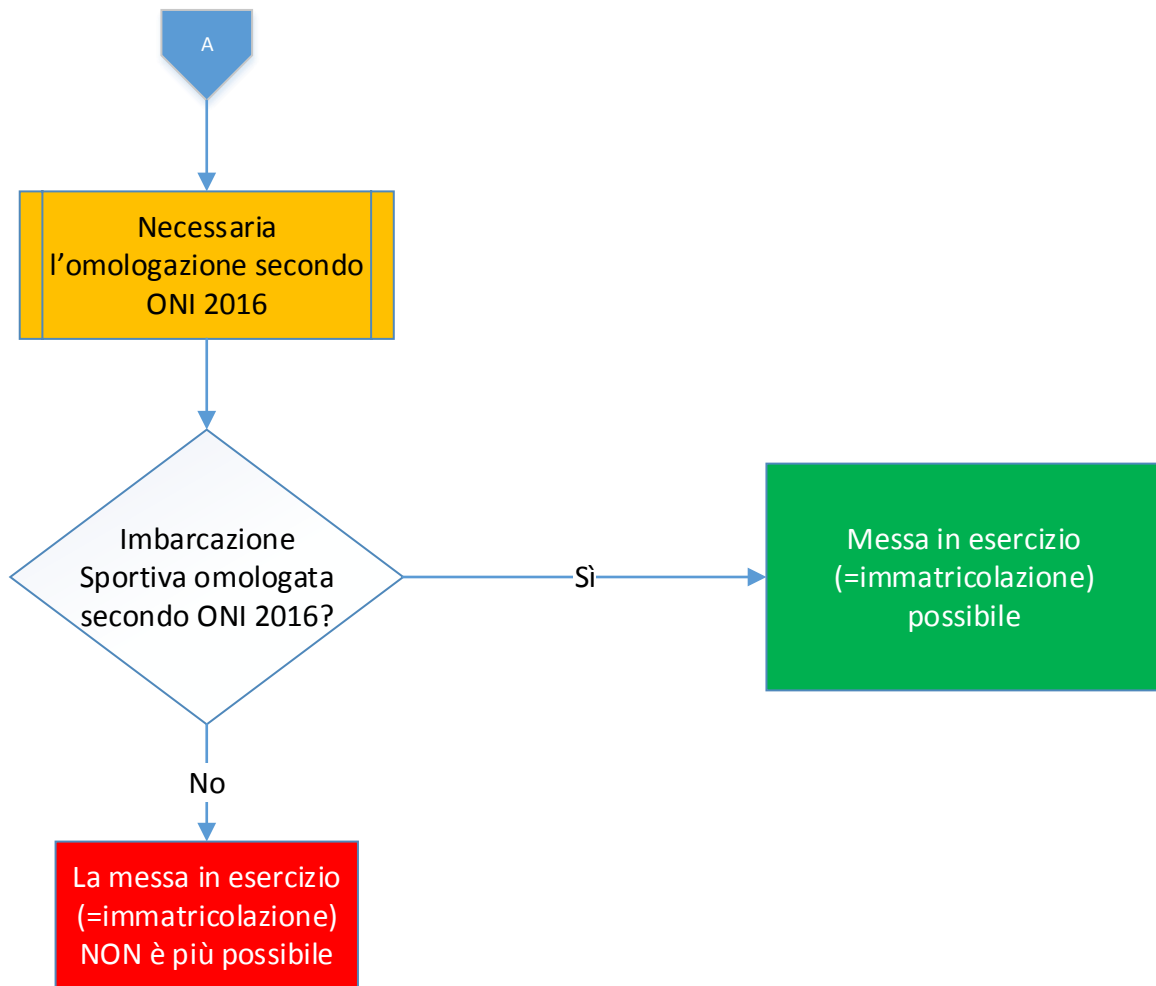 A
Necessaria
l’omologazione secondo
ONI 2016
Imbarcazione
Sportiva omologata
secondo ONI 2016?
Sì
Messa in esercizio
(=immatricolazione)
possibile
No
La messa in esercizio
(=immatricolazione)
NON è più possibile